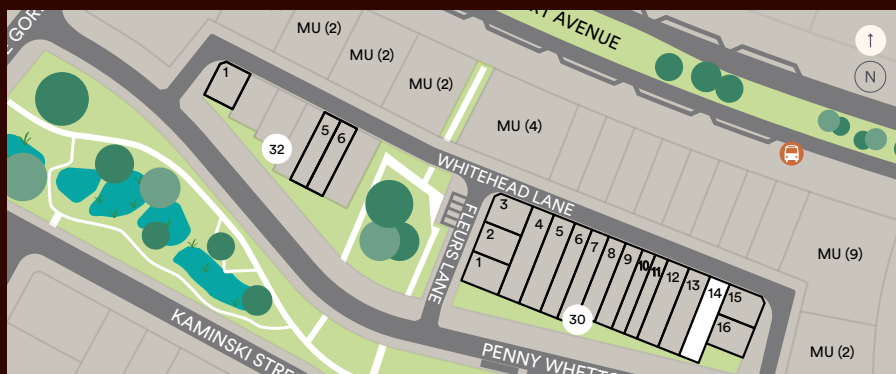 E GOR
RT AVENUE
↑
N
MU (2)
MU (2)
MU (2)
MU (4)
MU (9)
MU (2)
1
5
6
32
WHITEHEAD LANE
FLEURS LANE
3
2
1
4
5
6
7
8
9
10
11
12
13
14
15
16
30
KAMINSKI STRE
PENNY WHETTO